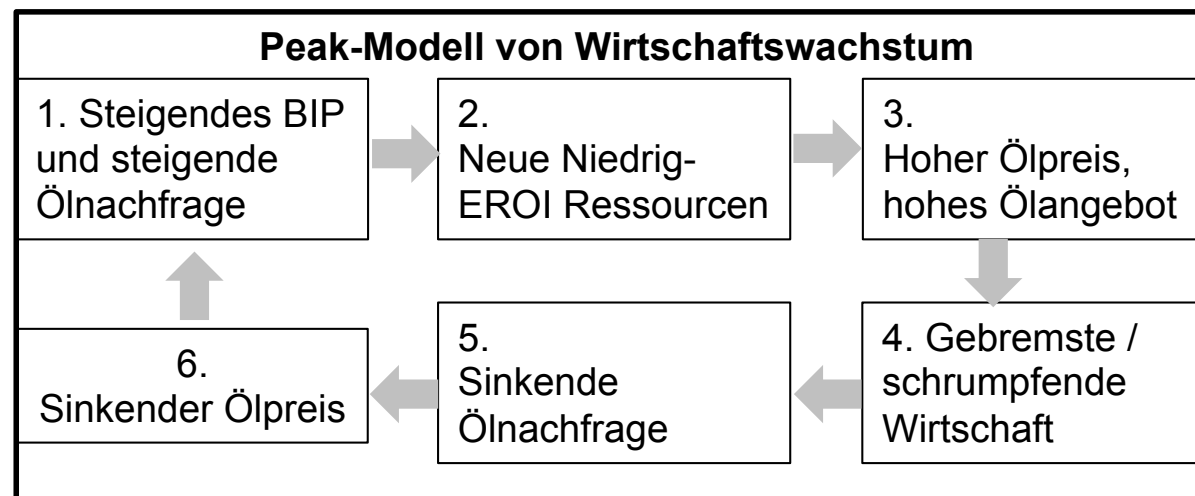 Peak-Modell von Wirtschaftswachstum
1. Steigendes BIP
und steigende
Ölnachfrage
2.
Neue Niedrig-
EROI Ressourcen
3.
Hoher Ölpreis,
hohes Ölangebot
4. Gebremste /
schrumpfende
Wirtschaft
5.
Sinkende
Ölnachfrage
6.
Sinkender Ölpreis